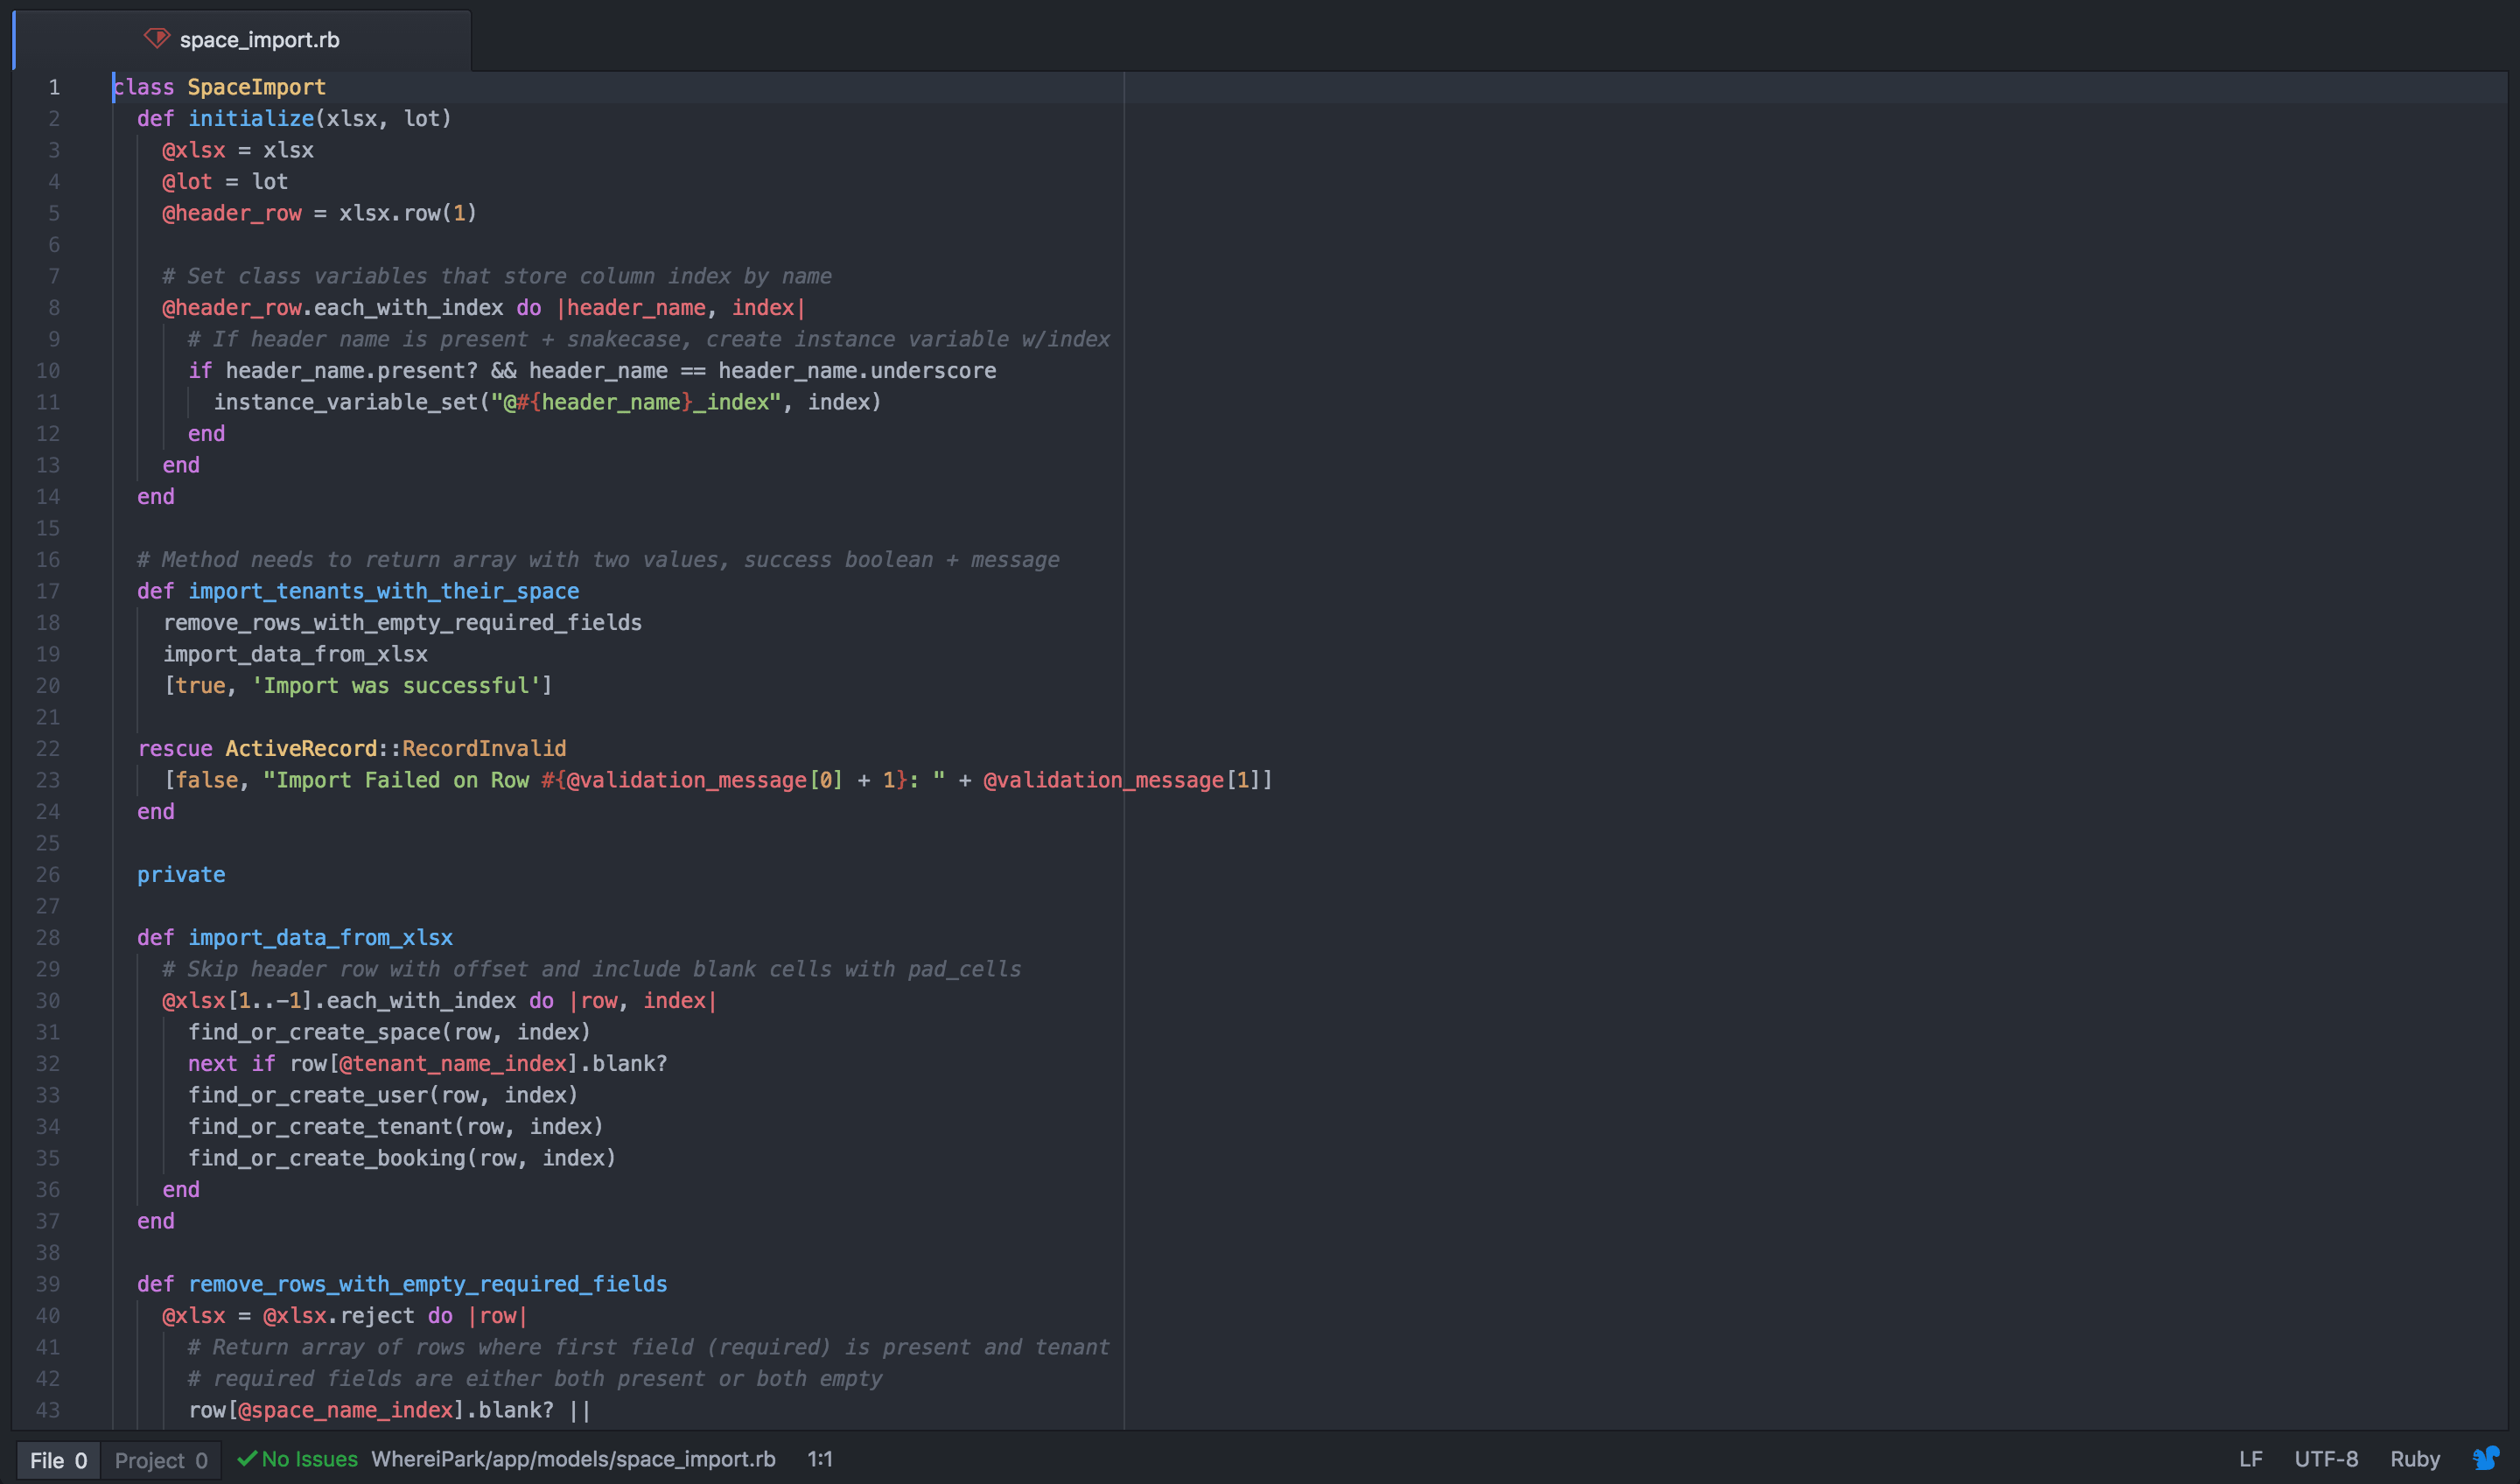 space_import.rb
1 class SpaceImport
2   def initialize(xlsx, lot)
3     @xlsx = xlsx
4     @lot = lot
5     @header_row = xlsx.row(1)
6
7     # Set class variables that store column index by name
8     @header_row.each_with_index do |header_name, index|
9       # If header name is present + snakecase, create instance variable w/index
10       if header_name.present? && header_name == header_name.underscore
11         instance_variable_set("@#{header_name}_index", index)
12       end
13     end
14   end
15
16   # Method needs to return array with two values, success boolean + message
17   def import_tenants_with_their_space
18     remove_rows_with_empty_required_fields
19     import_data_from_xlsx
20     [true, 'Import was successful']
21
22   rescue ActiveRecord::RecordInvalid
23     [false, "Import Failed on Row #{@validation_message[0] + 1}: " + @validation_message[1]]
24   end
25
26   private
27
28   def import_data_from_xlsx
29     # Skip header row with offset and include blank cells with pad_cells
30     @xlsx[1..-1].each_with_index do |row, index|
31       find_or_create_space(row, index)
32       next if row[@tenant_name_index].blank?
33       find_or_create_user(row, index)
34       find_or_create_tenant(row, index)
35       find_or_create_booking(row, index)
36     end
37   end
38
39   def remove_rows_with_empty_required_fields
40     @xlsx = @xlsx.reject do |row|
41       # Return array of rows where first field (required) is present and tenant
42       # required fields are either both present or both empty
43       row[@space_name_index].blank? ||
File 0 Project 0 No Issues WhereiPark/app/models/space_import.rb 1:1 LF UTF-8 Ruby